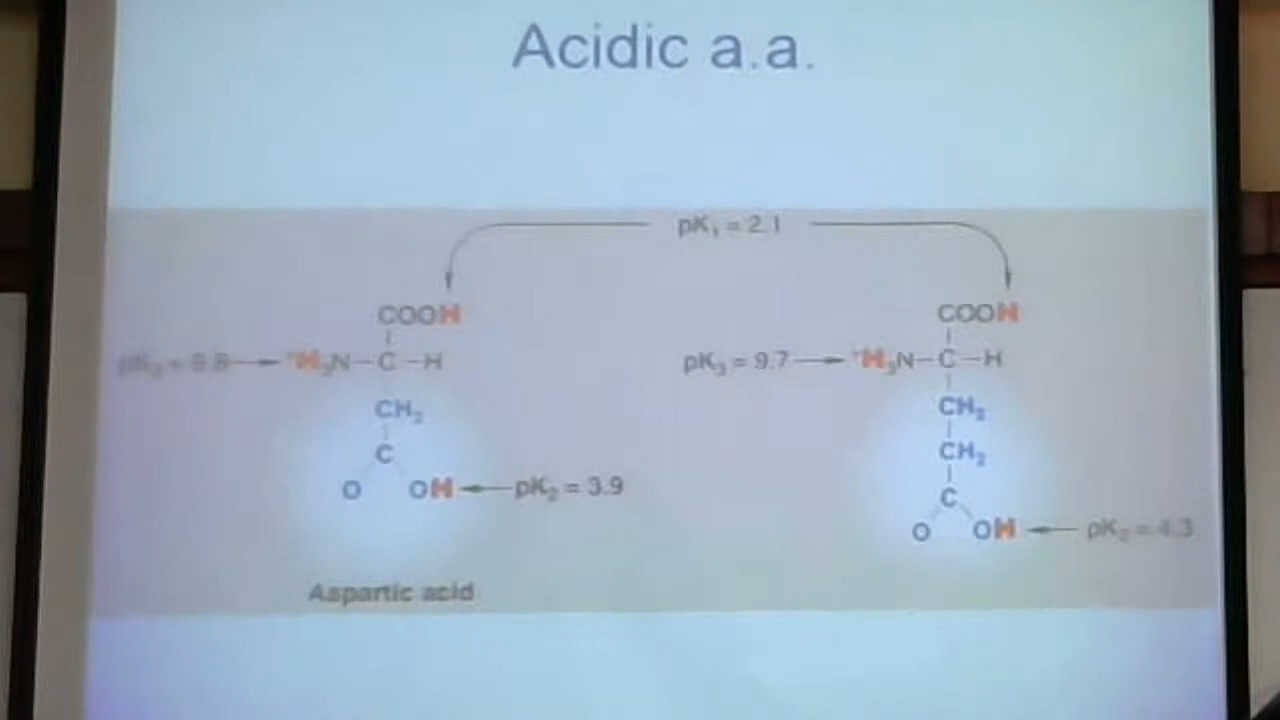 Acidic a.a.
pK₁ = 2.1
COOH COOH
⁺H₃N–C–H pK₃ = 9.7 ⁺H₃N–C–H
CH₂ CH₂
C CH₂
O OH pK₂ = 3.9 C
O OH pK₂ = 4.3
Aspartic acid